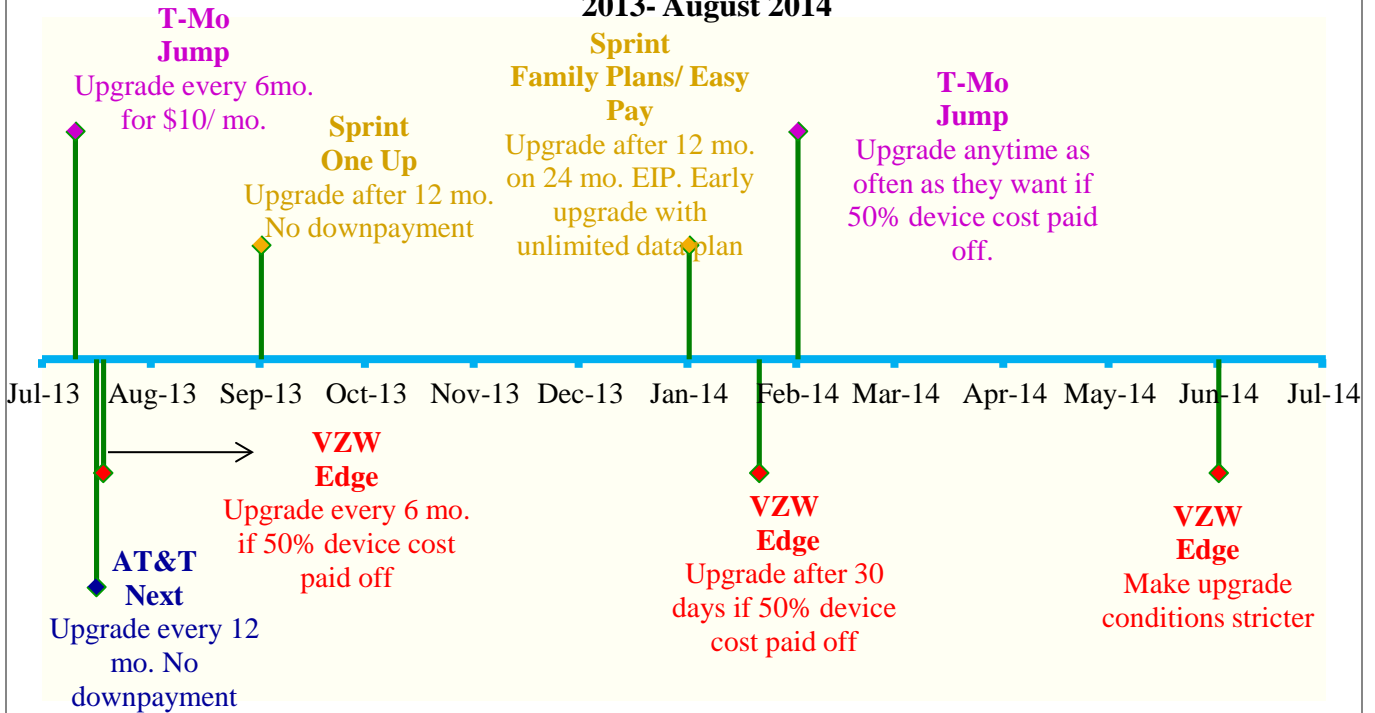 2013- August 2014
T-Mo
Jump
Upgrade every 6mo.
for $10/ mo.
Sprint
One Up
Upgrade after 12 mo.
No downpayment
Sprint
Family Plans/ Easy
Pay
Upgrade after 12 mo.
on 24 mo. EIP. Early
upgrade with
unlimited data plan
T-Mo
Jump
Upgrade anytime as
often as they want if
50% device cost paid
off.
Jul-13 Aug-13 Sep-13 Oct-13 Nov-13 Dec-13 Jan-14 Feb-14 Mar-14 Apr-14 May-14 Jun-14 Jul-14
VZW
Edge
Upgrade every 6 mo.
if 50% device cost
paid off
AT&T
Next
Upgrade every 12
mo. No
downpayment
VZW
Edge
Upgrade after 30
days if 50% device
cost paid off
VZW
Edge
Make upgrade
conditions stricter